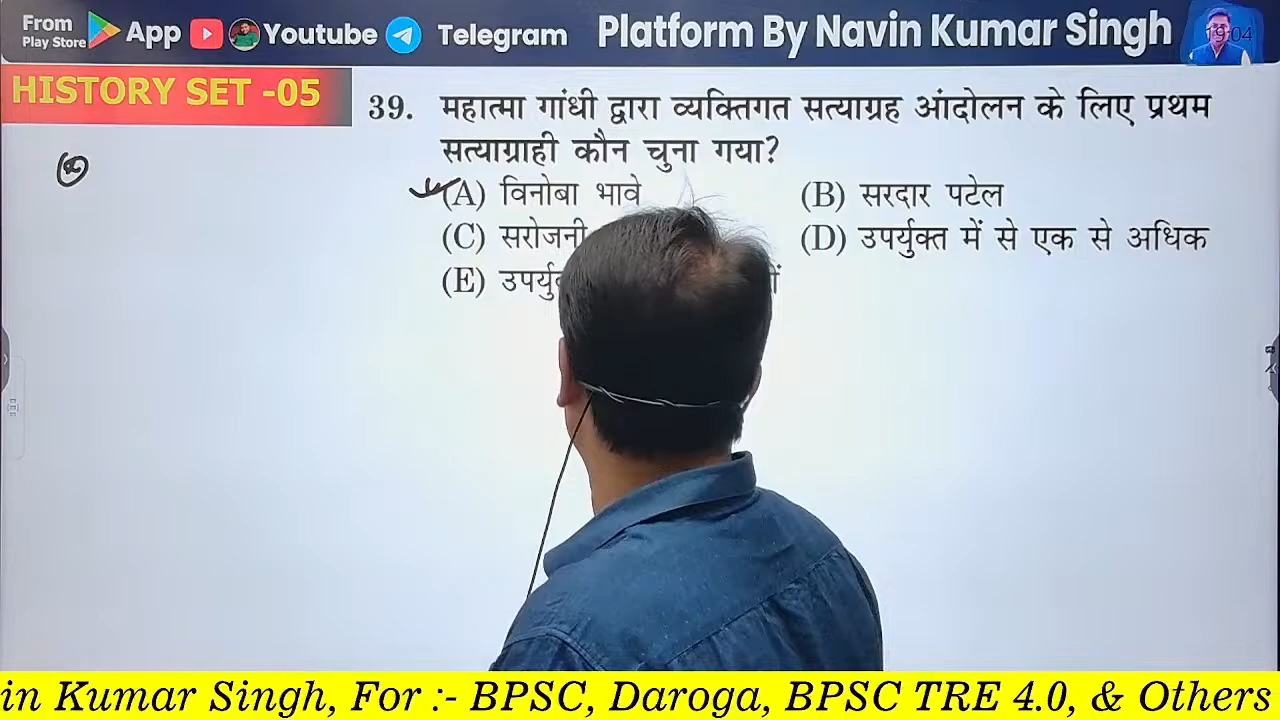 From
Play Store
App
Youtube
Telegram
Platform By Navin Kumar Singh
HISTORY SET -05
39. महात्मा गांधी द्वारा व्यक्तिगत सत्याग्रह आंदोलन के लिए प्रथम
सत्याग्राही कौन चुना गया?
(A) विनोबा भावे (B) सरदार पटेल
(C) सरोजनी (D) उपर्युक्त में से एक से अधिक
(E)
in Kumar Singh, For :- BPSC, Daroga, BPSC TRE 4.0, & Others